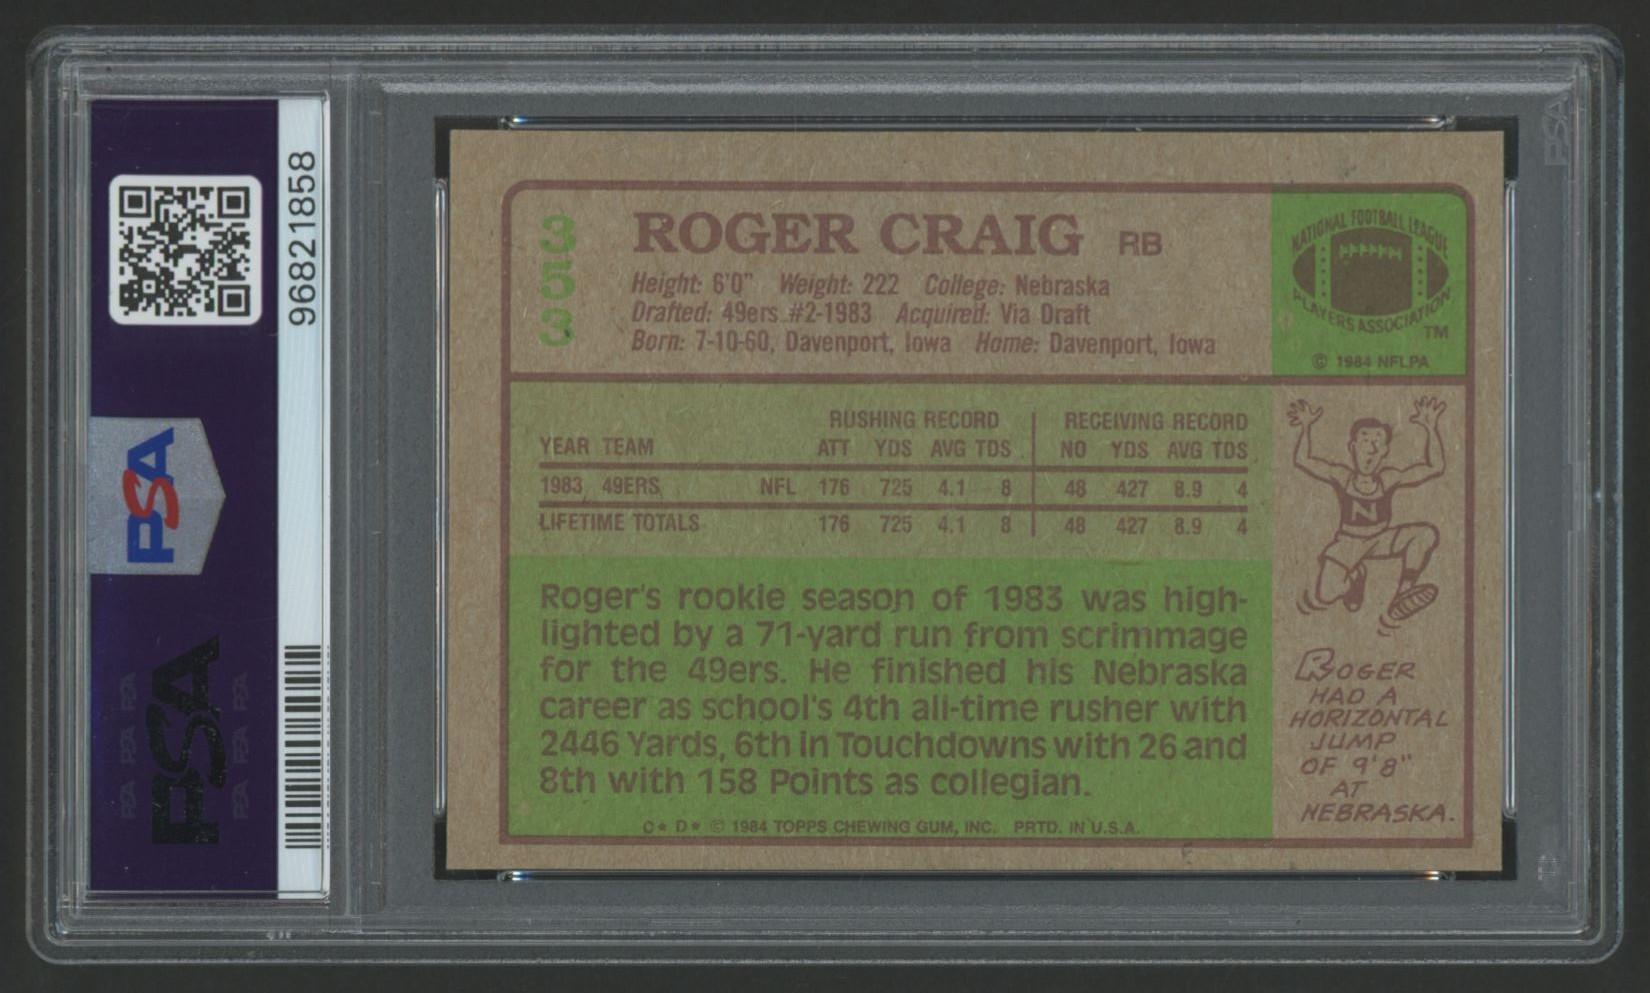 96821858
PSA
PSA
PSA PSA PSA
PSA PSA PSA
PSA
353
ROGER CRAIG RB
Height: 6'0" Weight: 222 College: Nebraska
Drafted: 49ers #2-1983 Acquired: Via Draft
Born: 7-10-60, Davenport, Iowa Home: Davenport, Iowa
NATIONAL FOOTBALL LEAGUE
PLAYERS ASSOCIATION
TM
© 1984 NFLPA
RUSHING RECORD RECEIVING RECORD
YEAR TEAM ATT YDS AVG TDS NO YDS AVG TDS
1983 49ERS NFL 176 725 4.1 8 48 427 8.9 4
LIFETIME TOTALS 176 725 4.1 8 48 427 8.9 4
N
Roger's rookie season of 1983 was high-
lighted by a 71-yard run from scrimmage
for the 49ers. He finished his Nebraska
career as school's 4th all-time rusher with
2446 Yards, 6th in Touchdowns with 26 and
8th with 158 Points as collegian.
C* D* © 1984 TOPPS CHEWING GUM, INC. PRTD. IN U.S.A.
ROGER
HAD A
HORIZONTAL
JUMP
OF 9'8"
AT
NEBRASKA.